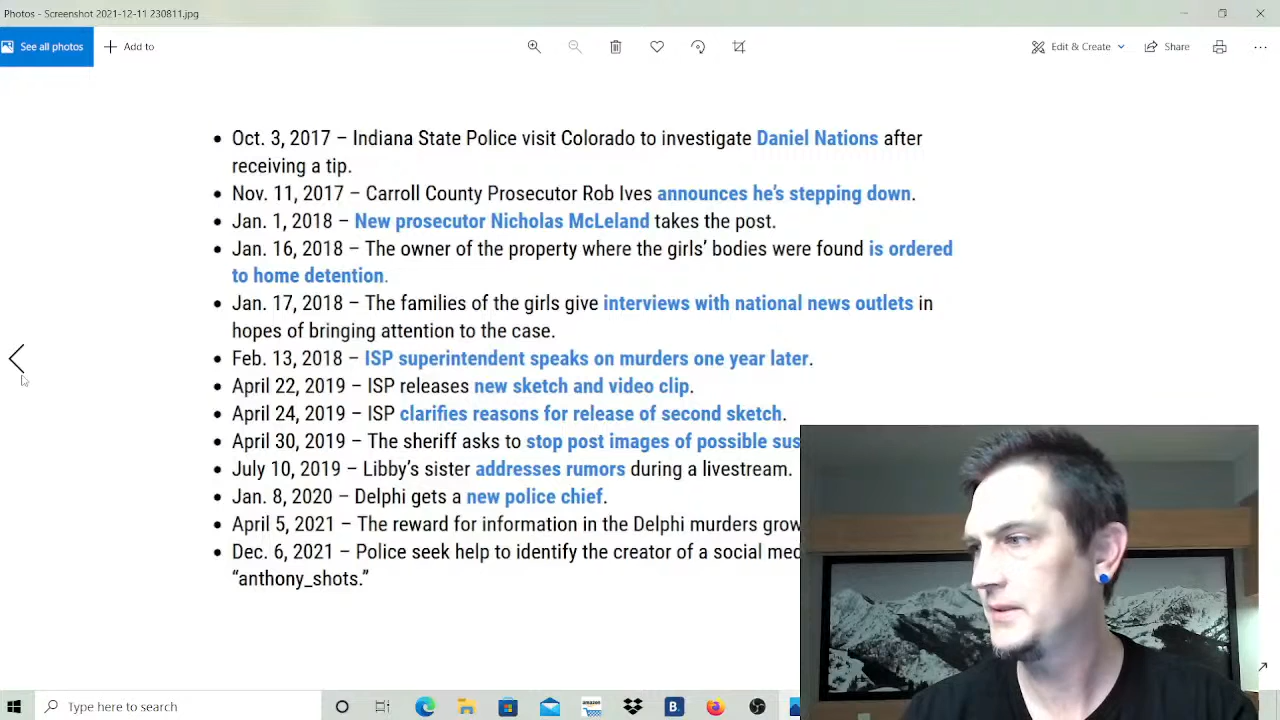 Photos - Screenshot 2021-12-11 230811.jpg
See all photos
Add to
Edit & Create
Share
Oct. 3, 2017 – Indiana State Police visit Colorado to investigate Daniel Nations after
receiving a tip.
Nov. 11, 2017 – Carroll County Prosecutor Rob Ives announces he's stepping down.
Jan. 1, 2018 – New prosecutor Nicholas McLeland takes the post.
Jan. 16, 2018 – The owner of the property where the girls' bodies were found is ordered
to home detention.
Jan. 17, 2018 – The families of the girls give interviews with national news outlets in
hopes of bringing attention to the case.
Feb. 13, 2018 – ISP superintendent speaks on murders one year later.
April 22, 2019 – ISP releases new sketch and video clip.
April 24, 2019 – ISP clarifies reasons for release of second sketch.
April 30, 2019 – The sheriff asks to stop post images of possible sus
July 10, 2019 – Libby's sister addresses rumors during a livestream.
Jan. 8, 2020 – Delphi gets a new police chief.
April 5, 2021 – The reward for information in the Delphi murders grow
Dec. 6, 2021 – Police seek help to identify the creator of a social med
“anthony_shots.”
Type here to search
amazon
B.